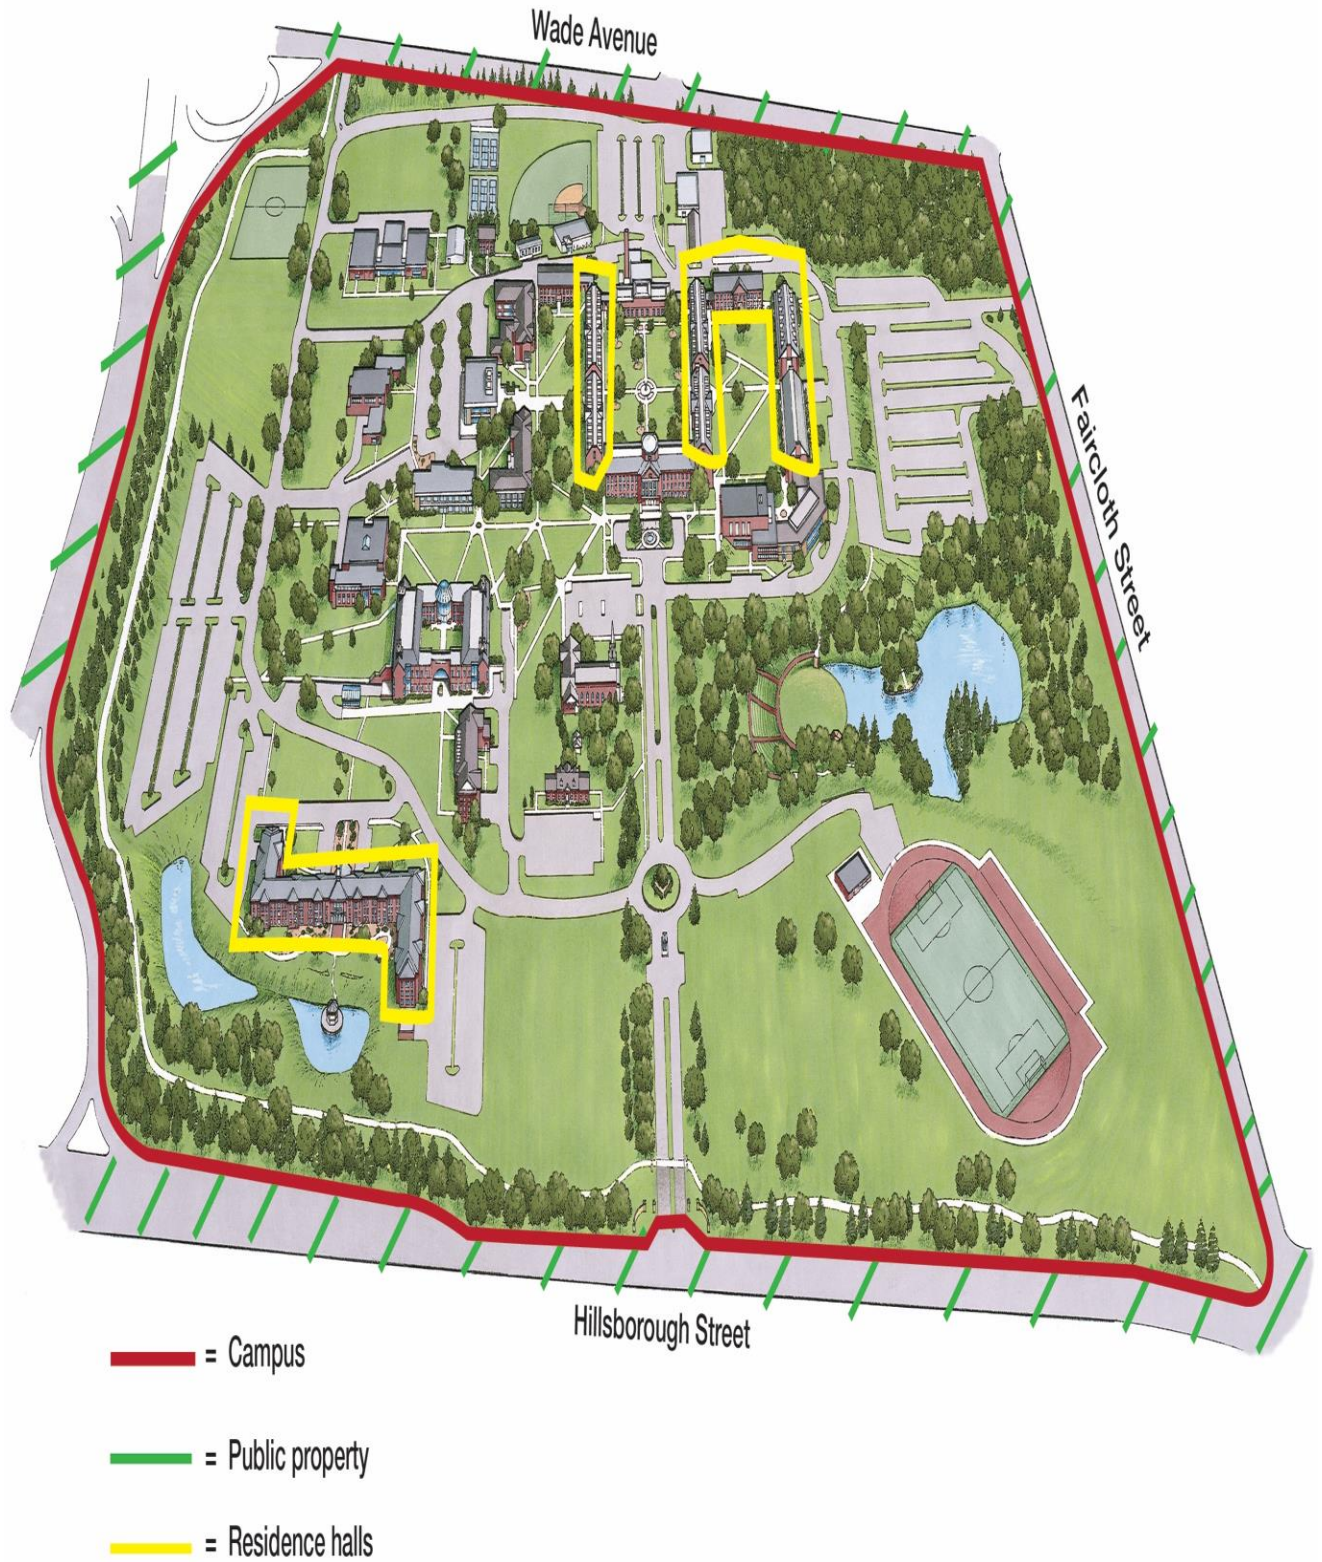 Wade Avenue
Faircloth Street
Hillsborough Street
= Campus
= Public property
= Residence halls